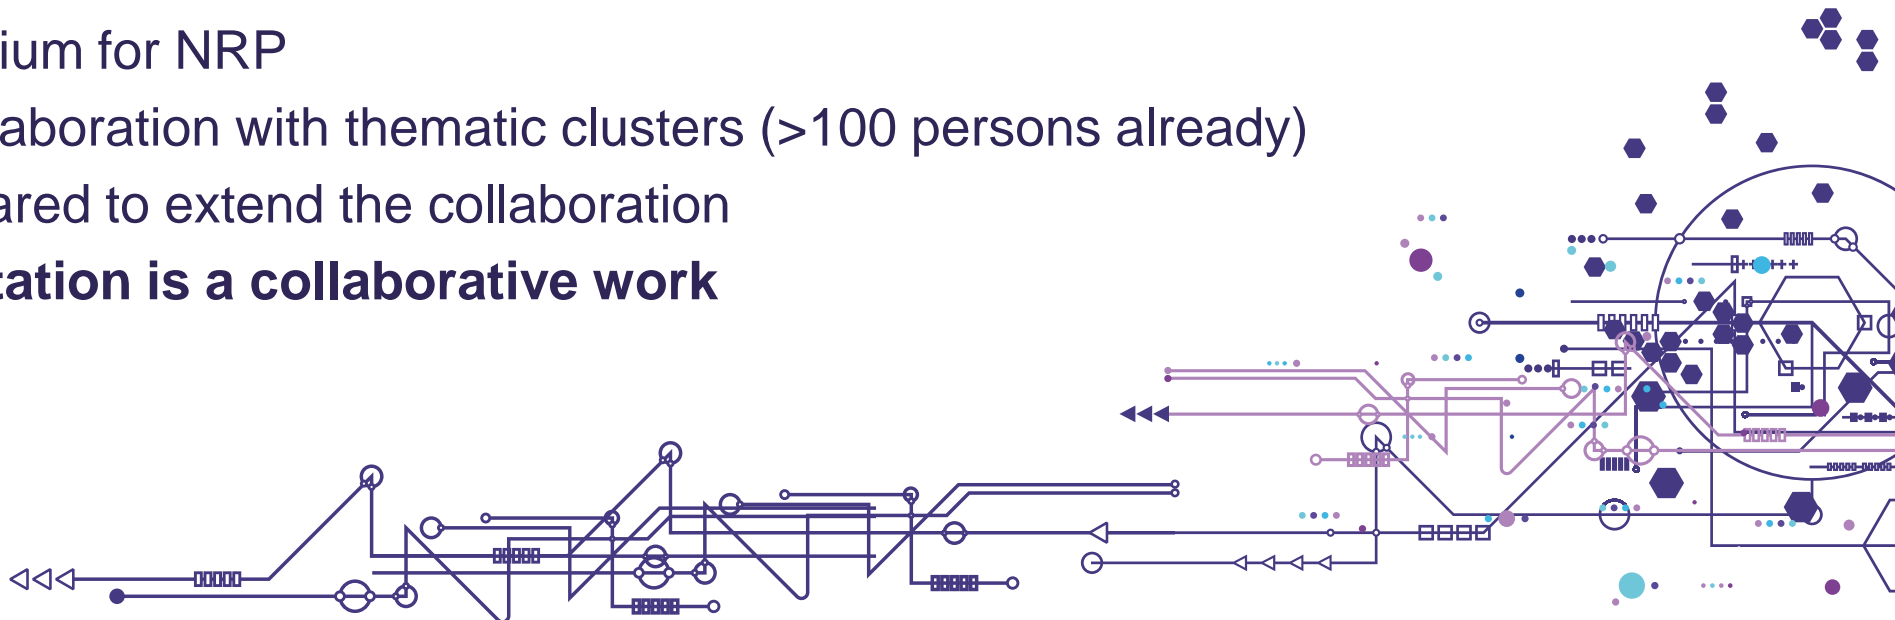 ium for NRP
aboration with thematic clusters (>100 persons already)
ared to extend the collaboration
tation is a collaborative work